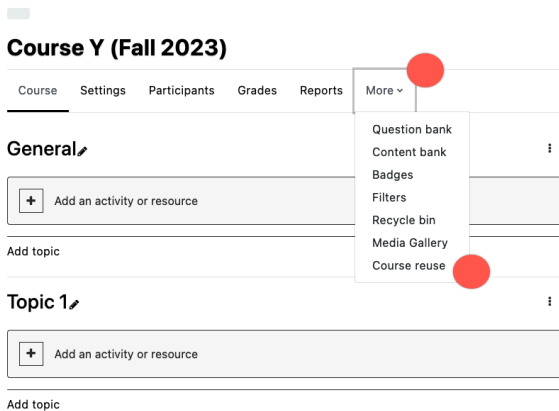 Course Y (Fall 2023)
Course Settings Participants Grades Reports More
Question bank
Content bank
Badges
Filters
Recycle bin
Media Gallery
Course reuse
General
+ Add an activity or resource
Add topic
Topic 1
+ Add an activity or resource
Add topic